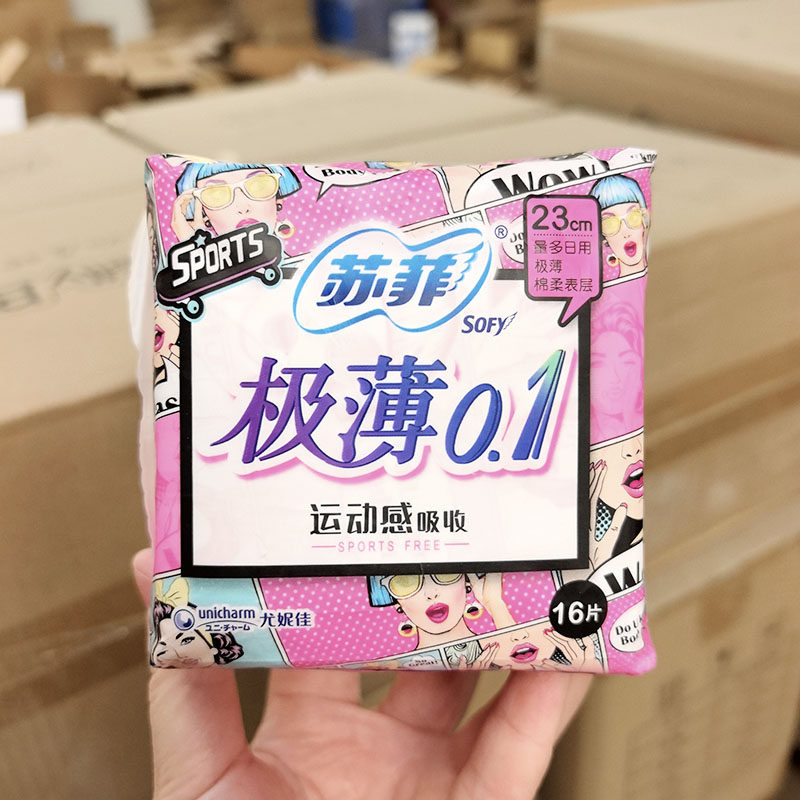 Body
Wow!
SPORTS
苏菲
®
SOFY
23cm
量多日用
极薄
棉柔表层
极薄0.1
运动感吸收
SPORTS FREE
unicharm 尤妮佳
ユニ・チャーム
16片